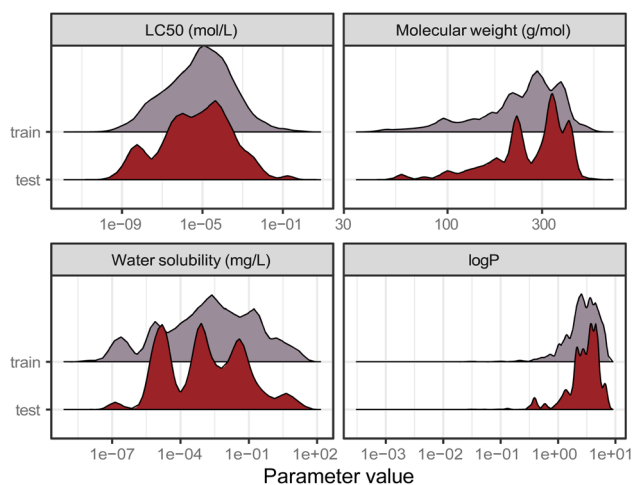 LC50 (mol/L) Molecular weight (g/mol)
train
test
1e−09 1e−05 1e−01 30 100 300
Water solubility (mg/L) logP
train
test
1e−07 1e−04 1e−01 1e+02 1e−03 1e−02 1e−01 1e+00 1e+01
Parameter value